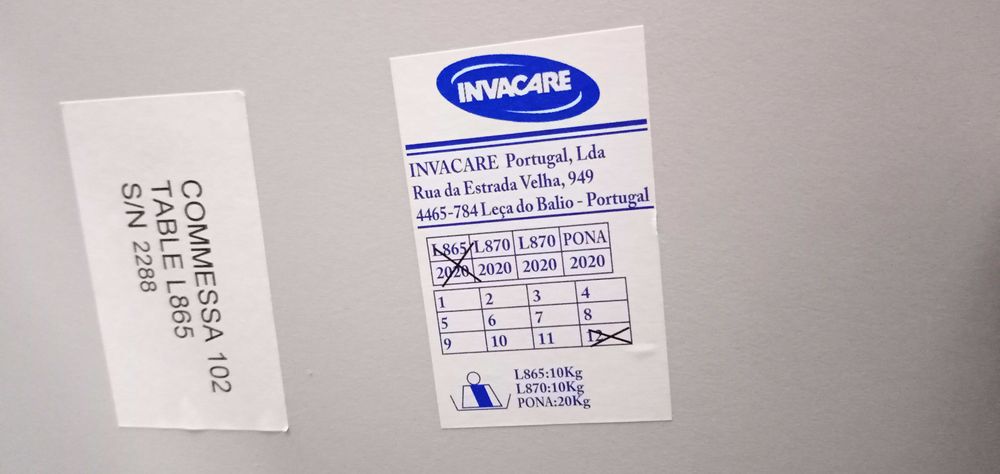 COMMESSA 102
TABLE L865
S/N 2288
INVACARE
INVACARE Portugal, Lda
Rua da Estrada Velha, 949
4465-784 Leça do Balio - Portugal
L865 L870 L870 PONA
2020 2020 2020 2020
1 2 3 4
5 6 7 8
9 10 11 12
L865:10Kg
L870:10Kg
PONA:20Kg